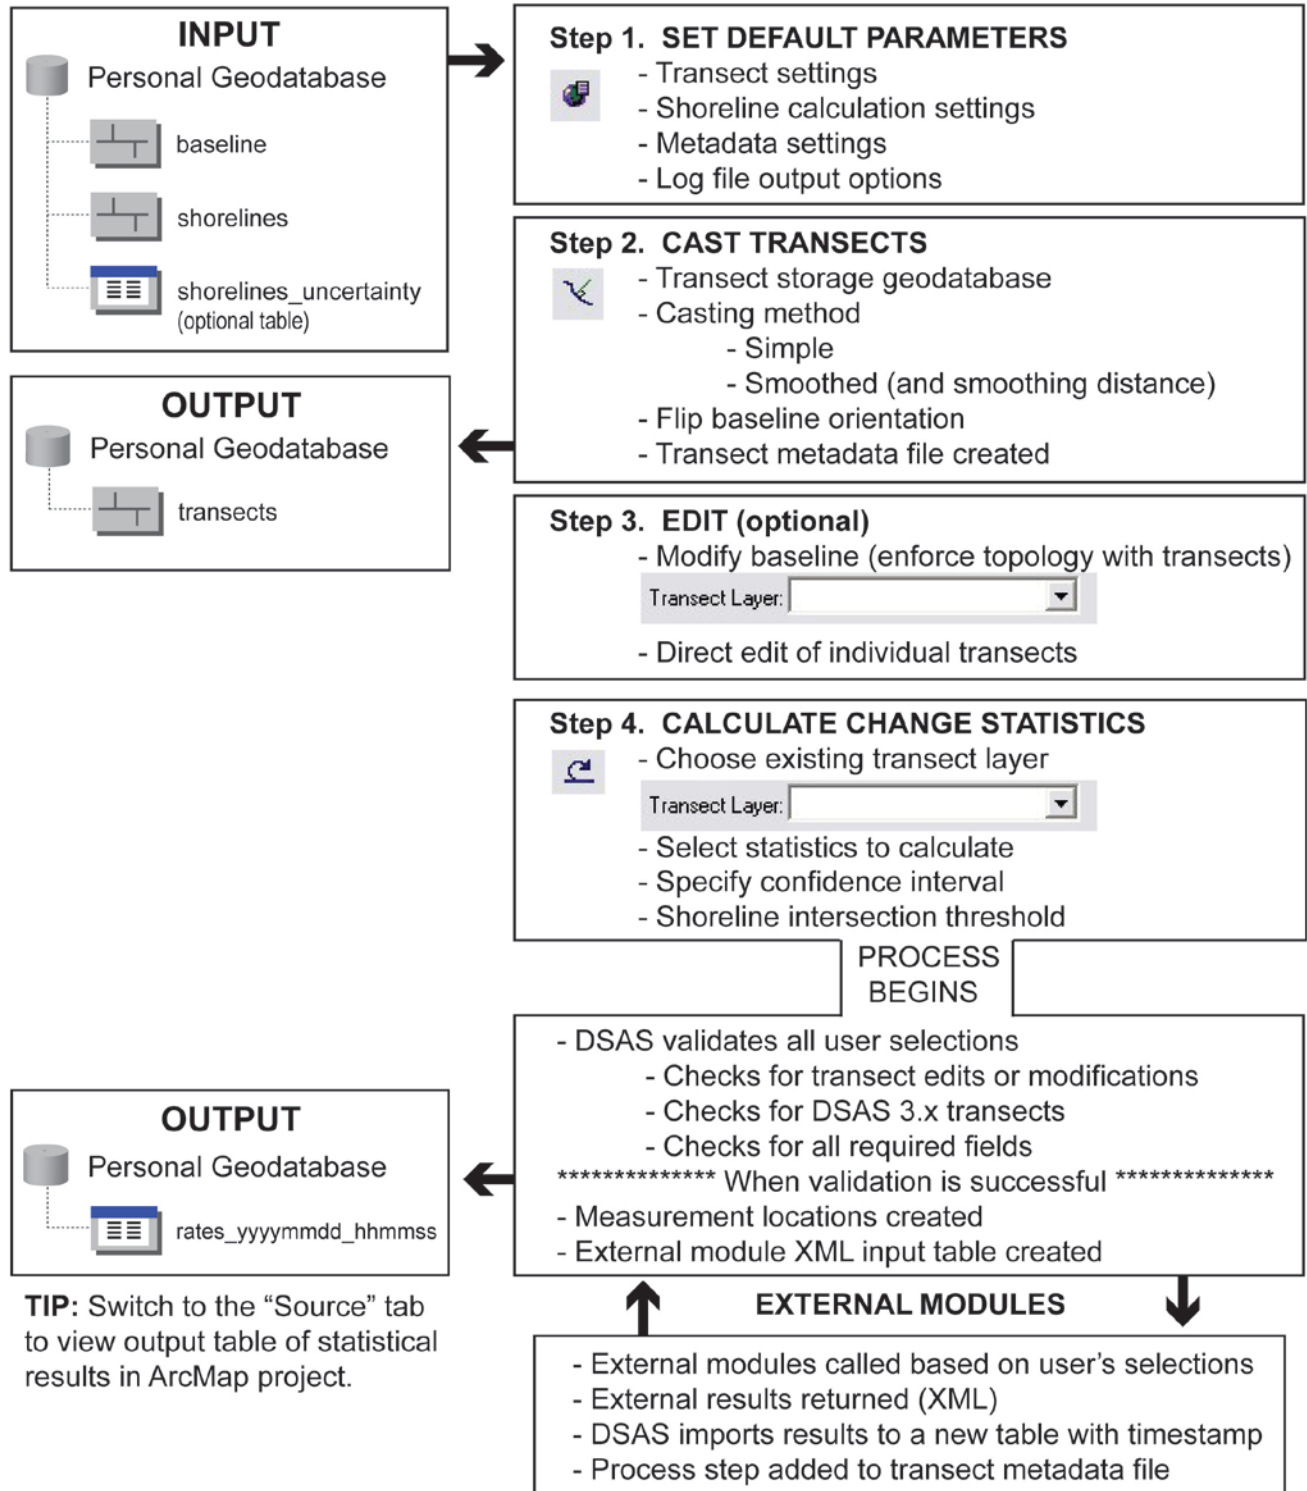 INPUT
Personal Geodatabase
baseline
shorelines
shorelines_uncertainty
(optional table)
Step 1. SET DEFAULT PARAMETERS
- Transect settings
- Shoreline calculation settings
- Metadata settings
- Log file output options
Step 2. CAST TRANSECTS
- Transect storage geodatabase
- Casting method
- Simple
- Smoothed (and smoothing distance)
- Flip baseline orientation
- Transect metadata file created
OUTPUT
Personal Geodatabase
transects
Step 3. EDIT (optional)
- Modify baseline (enforce topology with transects)
Transect Layer:
- Direct edit of individual transects
Step 4. CALCULATE CHANGE STATISTICS
- Choose existing transect layer
Transect Layer:
- Select statistics to calculate
- Specify confidence interval
- Shoreline intersection threshold
PROCESS
BEGINS
- DSAS validates all user selections
- Checks for transect edits or modifications
- Checks for DSAS 3.x transects
- Checks for all required fields
************** When validation is successful **************
- Measurement locations created
- External module XML input table created
OUTPUT
Personal Geodatabase
rates_yyyymmdd_hhmmss
TIP: Switch to the “Source” tab
to view output table of statistical
results in ArcMap project.
EXTERNAL MODULES
- External modules called based on user’s selections
- External results returned (XML)
- DSAS imports results to a new table with timestamp
- Process step added to transect metadata file